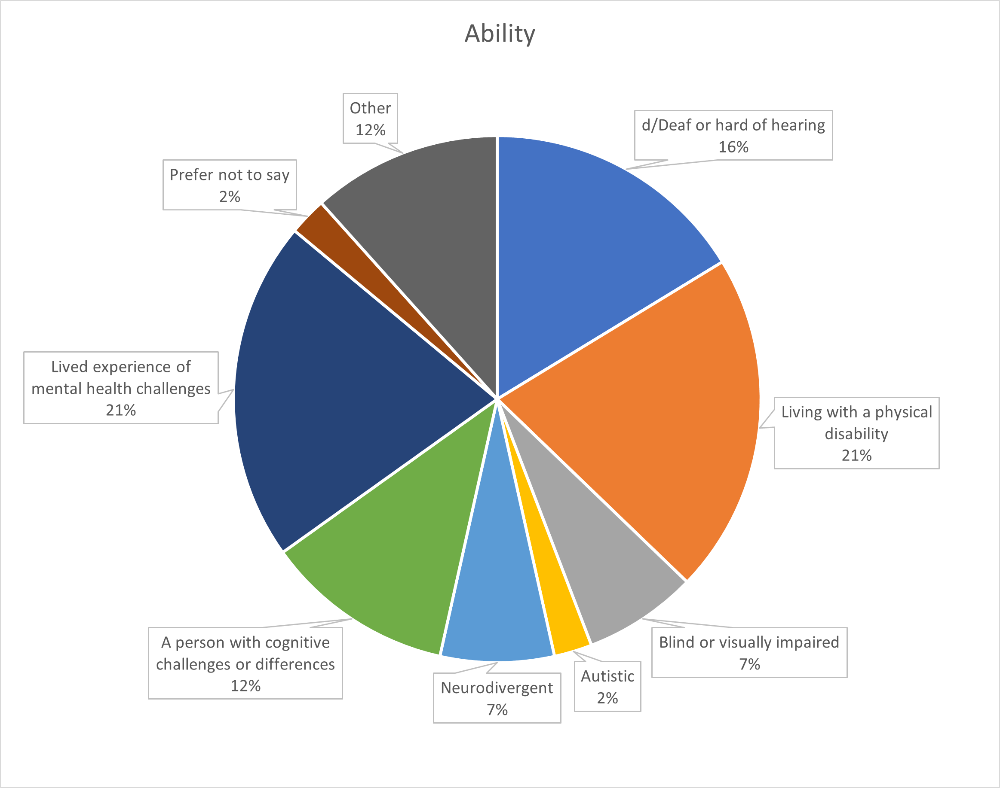 Ability
Other
12%
d/Deaf or hard of hearing
16%
Prefer not to say
2%
Lived experience of
mental health challenges
21%
Living with a physical
disability
21%
A person with cognitive
challenges or differences
12%
Blind or visually impaired
7%
Autistic
2%
Neurodivergent
7%